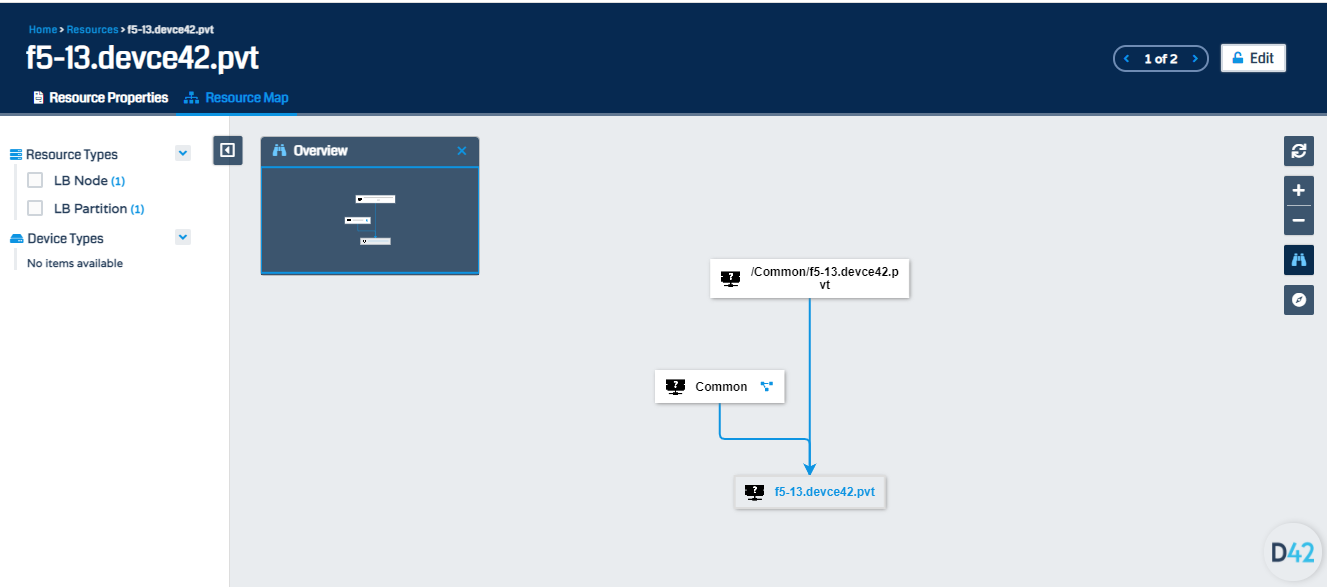 Home > Resources > f5-13.devce42.pvt
f5-13.devce42.pvt
1 of 2
Edit
Resource Properties
Resource Map
Resource Types
LB Node (1)
LB Partition (1)
Device Types
No items available
Overview
/Common/f5-13.devce42.p
vt
Common
f5-13.devce42.pvt
D42